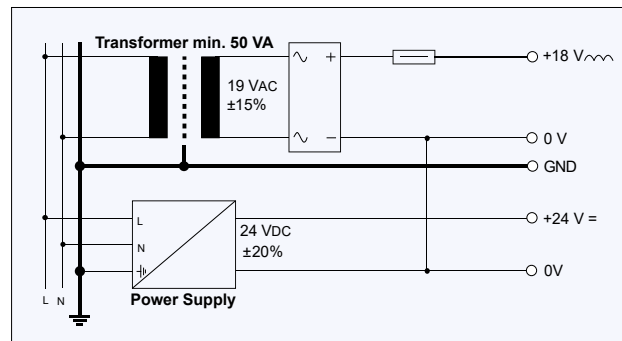 Transformer min. 50 VA
19 VAC
±15%
∿
+
∿
−
+18 V
0 V
GND
L
N
24 VDC
±20%
+24 V =
0V
Power Supply
L N